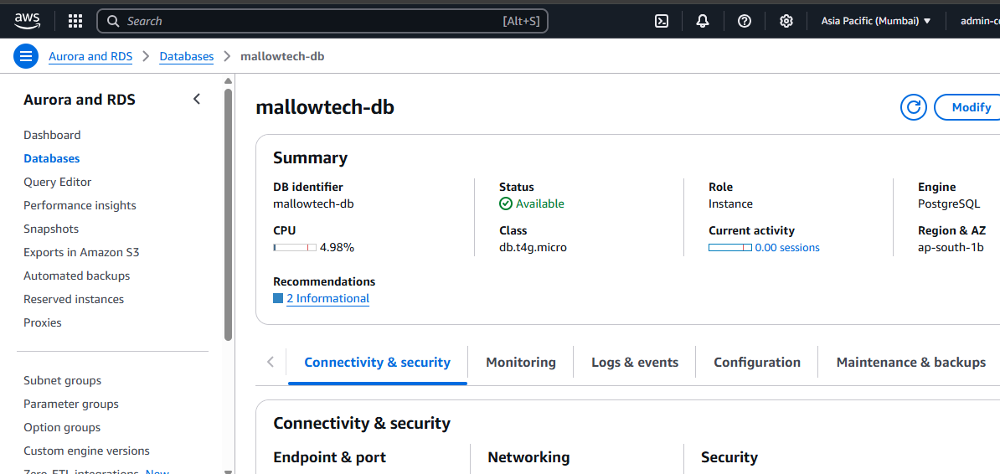 aws
Search [Alt+S]
Asia Pacific (Mumbai)
Aurora and RDS
Databases
mallowtech-db
Aurora and RDS
Dashboard
Databases
Query Editor
Performance insights
Snapshots
Exports in Amazon S3
Automated backups
Reserved instances
Proxies
Subnet groups
Parameter groups
Option groups
Custom engine versions
Zero-ETL integrations New
mallowtech-db
Modify
Summary
DB identifier
mallowtech-db
Status
Available
Role
Instance
Engine
PostgreSQL
CPU
4.98%
Class
db.t4g.micro
Current activity
0.00 sessions
Region & AZ
ap-south-1b
Recommendations
2 Informational
Connectivity & security
Monitoring
Logs & events
Configuration
Maintenance & backups
Connectivity & security
Endpoint & port
Networking
Security